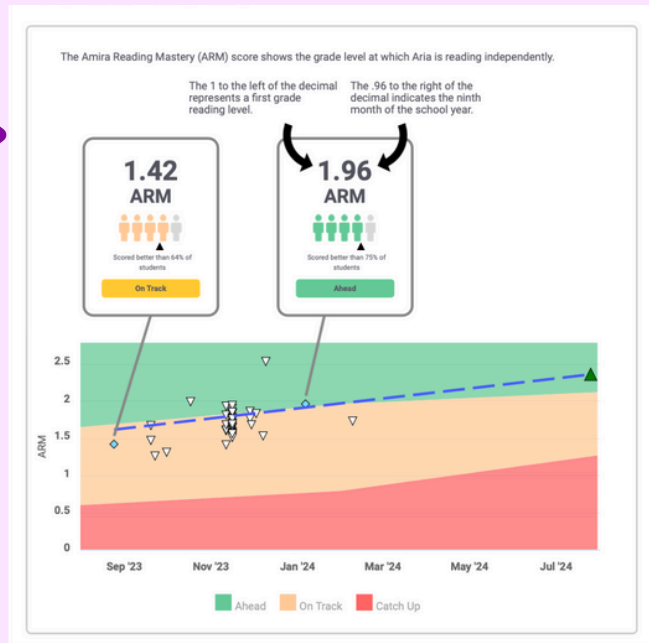 The Amira Reading Mastery (ARM) score shows the grade level at which Aria is reading independently.
The 1 to the left of the decimal
represents a first grade
reading level.
The .96 to the right of the
decimal indicates the ninth
month of the school year.
1.42
ARM
Scored better than 64% of
students
On Track
1.96
ARM
Scored better than 75% of
students
Ahead
2.5
2
1.5
1
0.5
0
ARM
Sep '23
Nov '23
Jan '24
Mar '24
May '24
Jul '24
Ahead
On Track
Catch Up